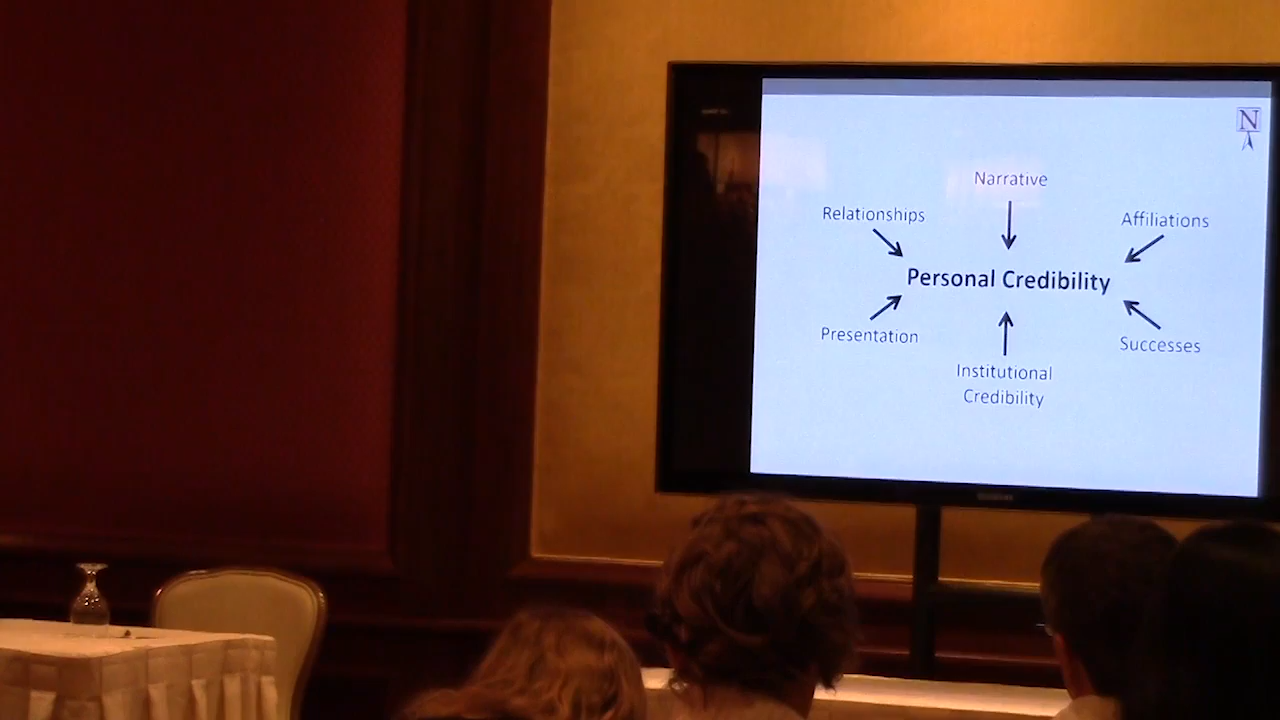 N
Narrative
Relationships
Affiliations
Personal Credibility
Presentation
Successes
Institutional
Credibility